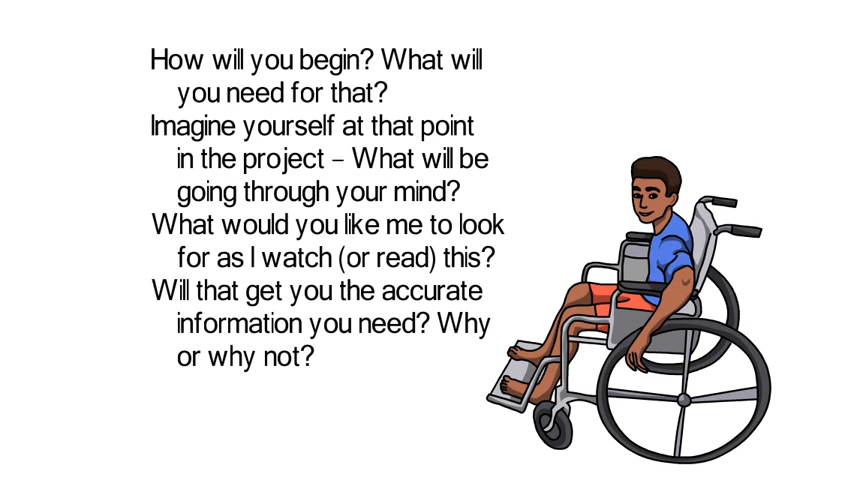 How will you begin? What will
you need for that?
Imagine yourself at that point
in the project – What will be
going through your mind?
What would you like me to look
for as I watch (or read) this?
Will that get you the accurate
information you need? Why
or why not?